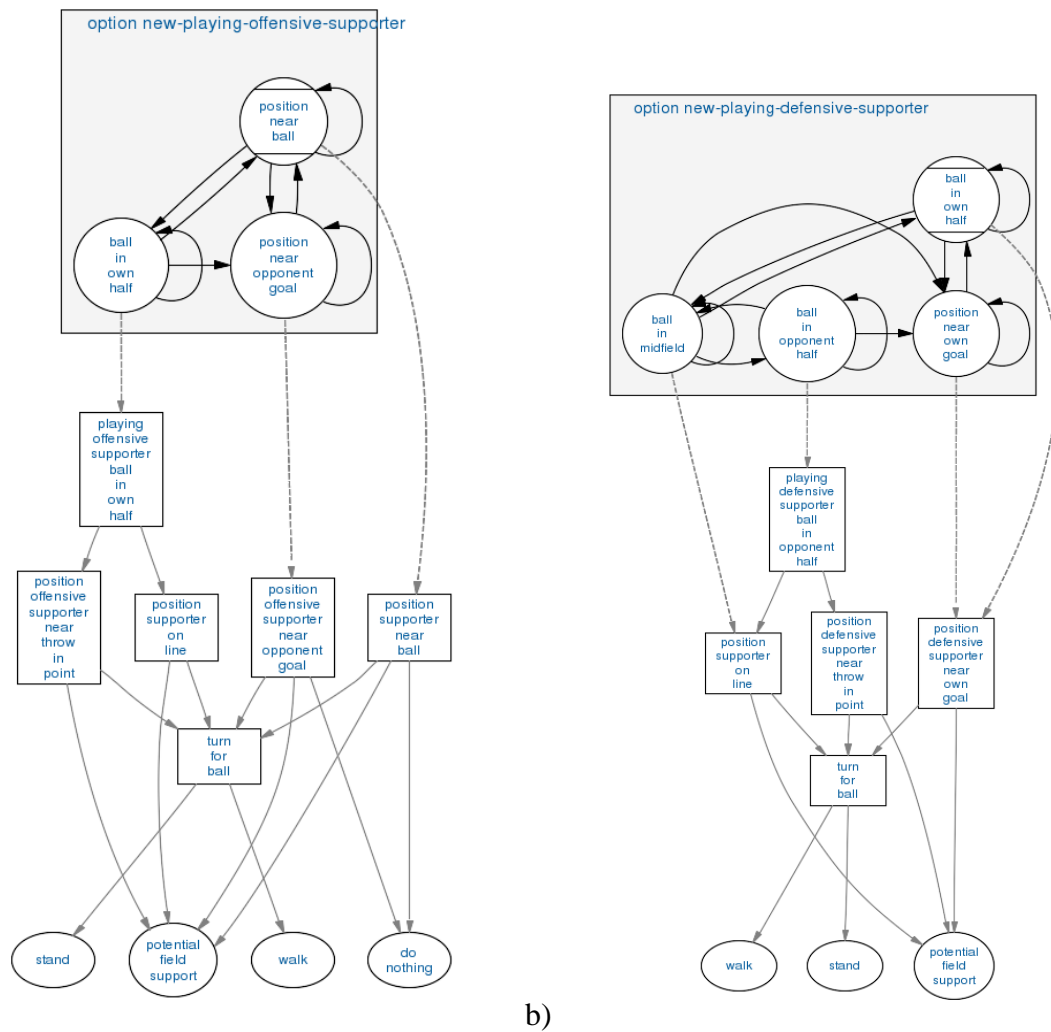 option new-playing-offensive-supporter
position
near
ball
ball
in
own
half
position
near
opponent
goal
playing
offensive
supporter
ball
in
own
half
position
offensive
supporter
near
throw
in
point
position
supporter
on
line
position
offensive
supporter
near
opponent
goal
position
supporter
near
ball
turn
for
ball
stand
potential
field
support
walk
do
nothing
option new-playing-defensive-supporter
ball
in
own
half
ball
in
midfield
ball
in
opponent
half
position
near
own
goal
playing
defensive
supporter
ball
in
opponent
half
position
supporter
on
line
position
defensive
supporter
near
throw
in
point
position
defensive
supporter
near
own
goal
turn
for
ball
walk
stand
potential
field
support
b)